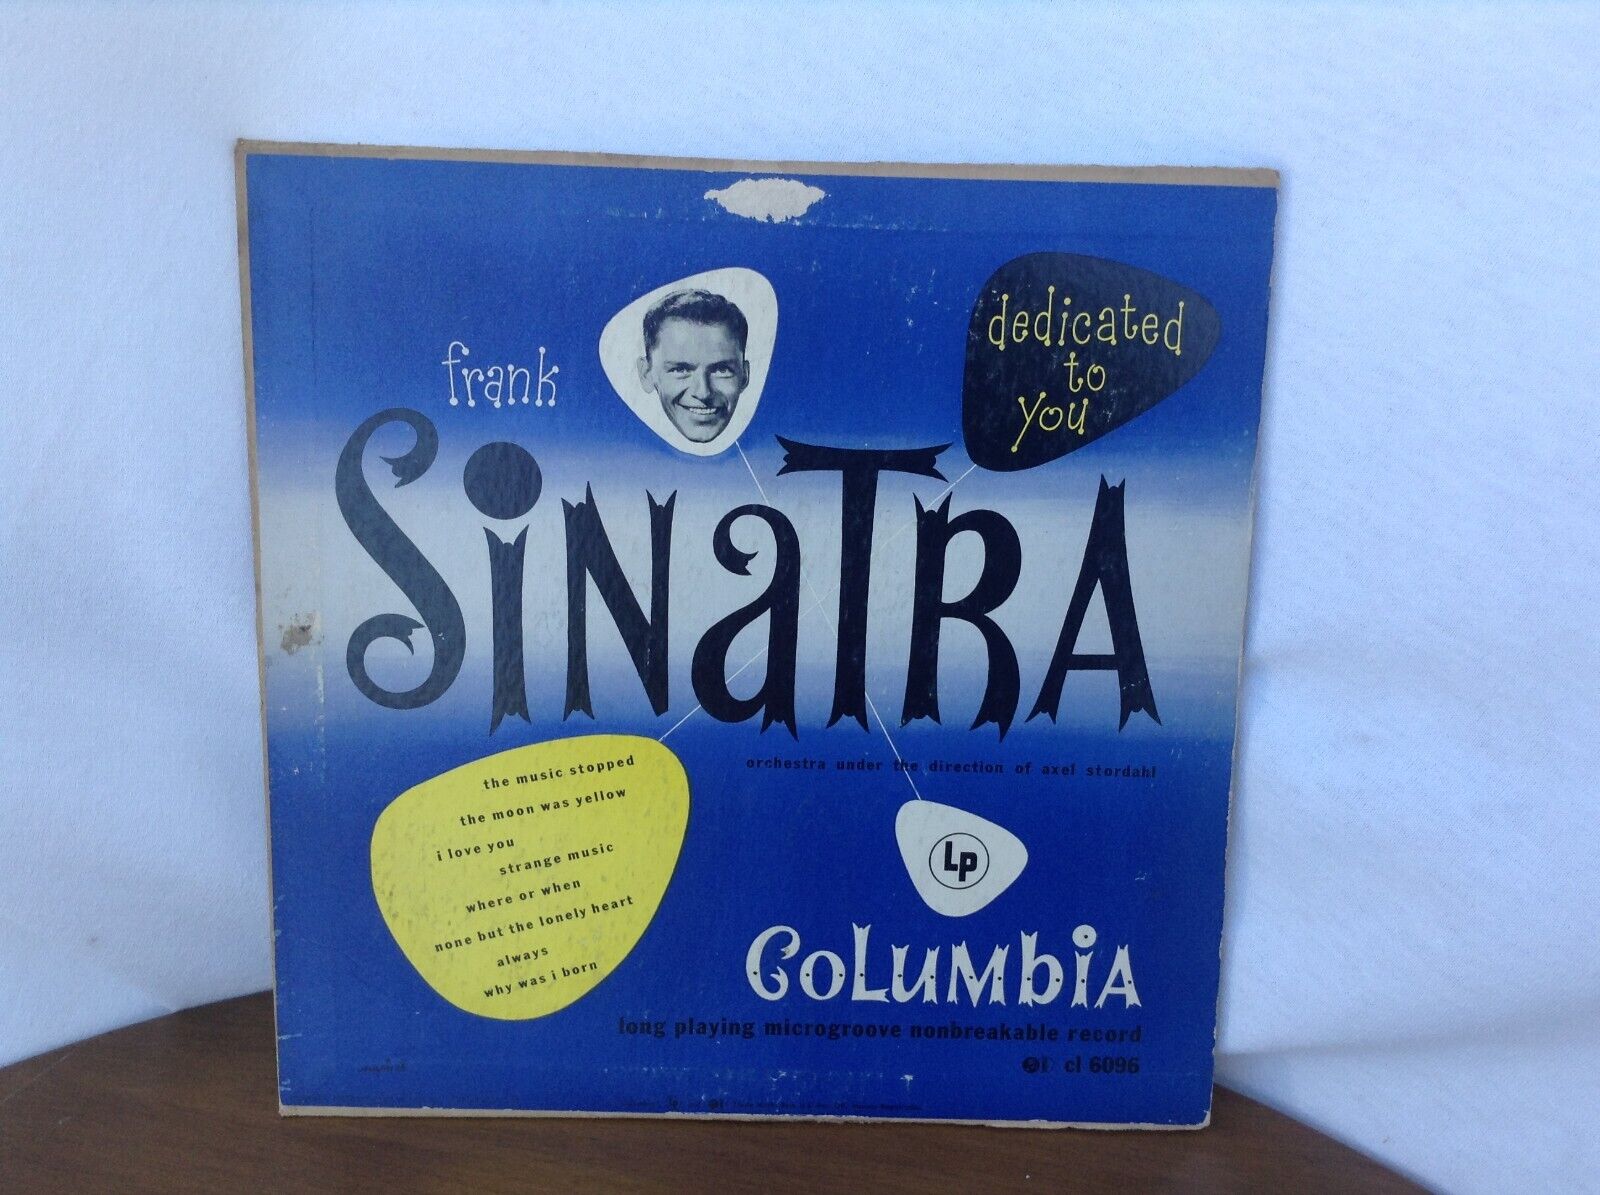 frank
dedicated
to
you
SiNaTRA
orchestra under the direction of axel stordahl
the music stopped
the moon was yellow
i love you
strange music
where or when
none but the lonely heart
always
why was i born
LP
COLUMbiA
long playing microgroove nonbreakable record
cl 6096